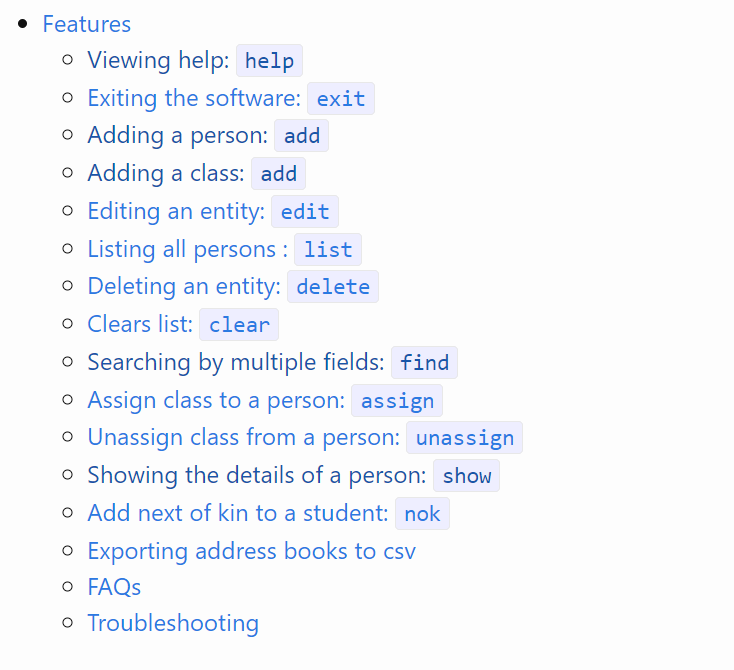 Features
Viewing help: help
Exiting the software: exit
Adding a person: add
Adding a class: add
Editing an entity: edit
Listing all persons : list
Deleting an entity: delete
Clears list: clear
Searching by multiple fields: find
Assign class to a person: assign
Unassign class from a person: unassign
Showing the details of a person: show
Add next of kin to a student: nok
Exporting address books to csv
FAQs
Troubleshooting